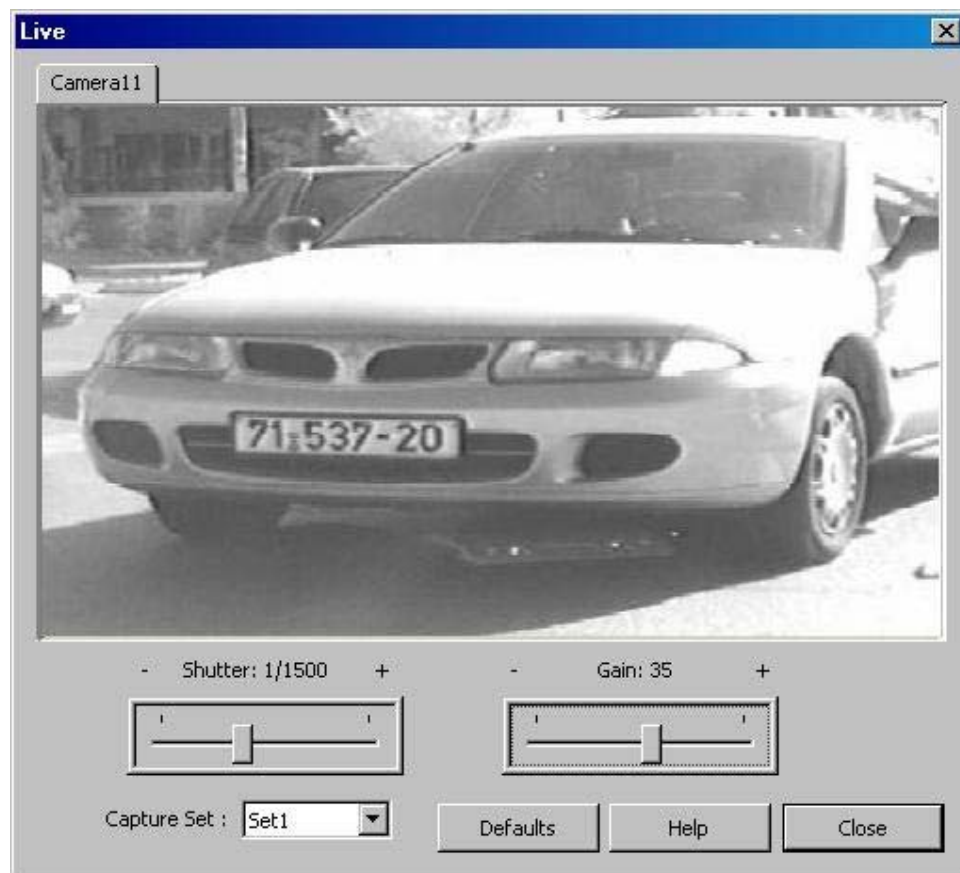 Live
Camera11
71-537-20
- Shutter: 1/1500 +
- Gain: 35 +
Capture Set : Set1
Defaults
Help
Close